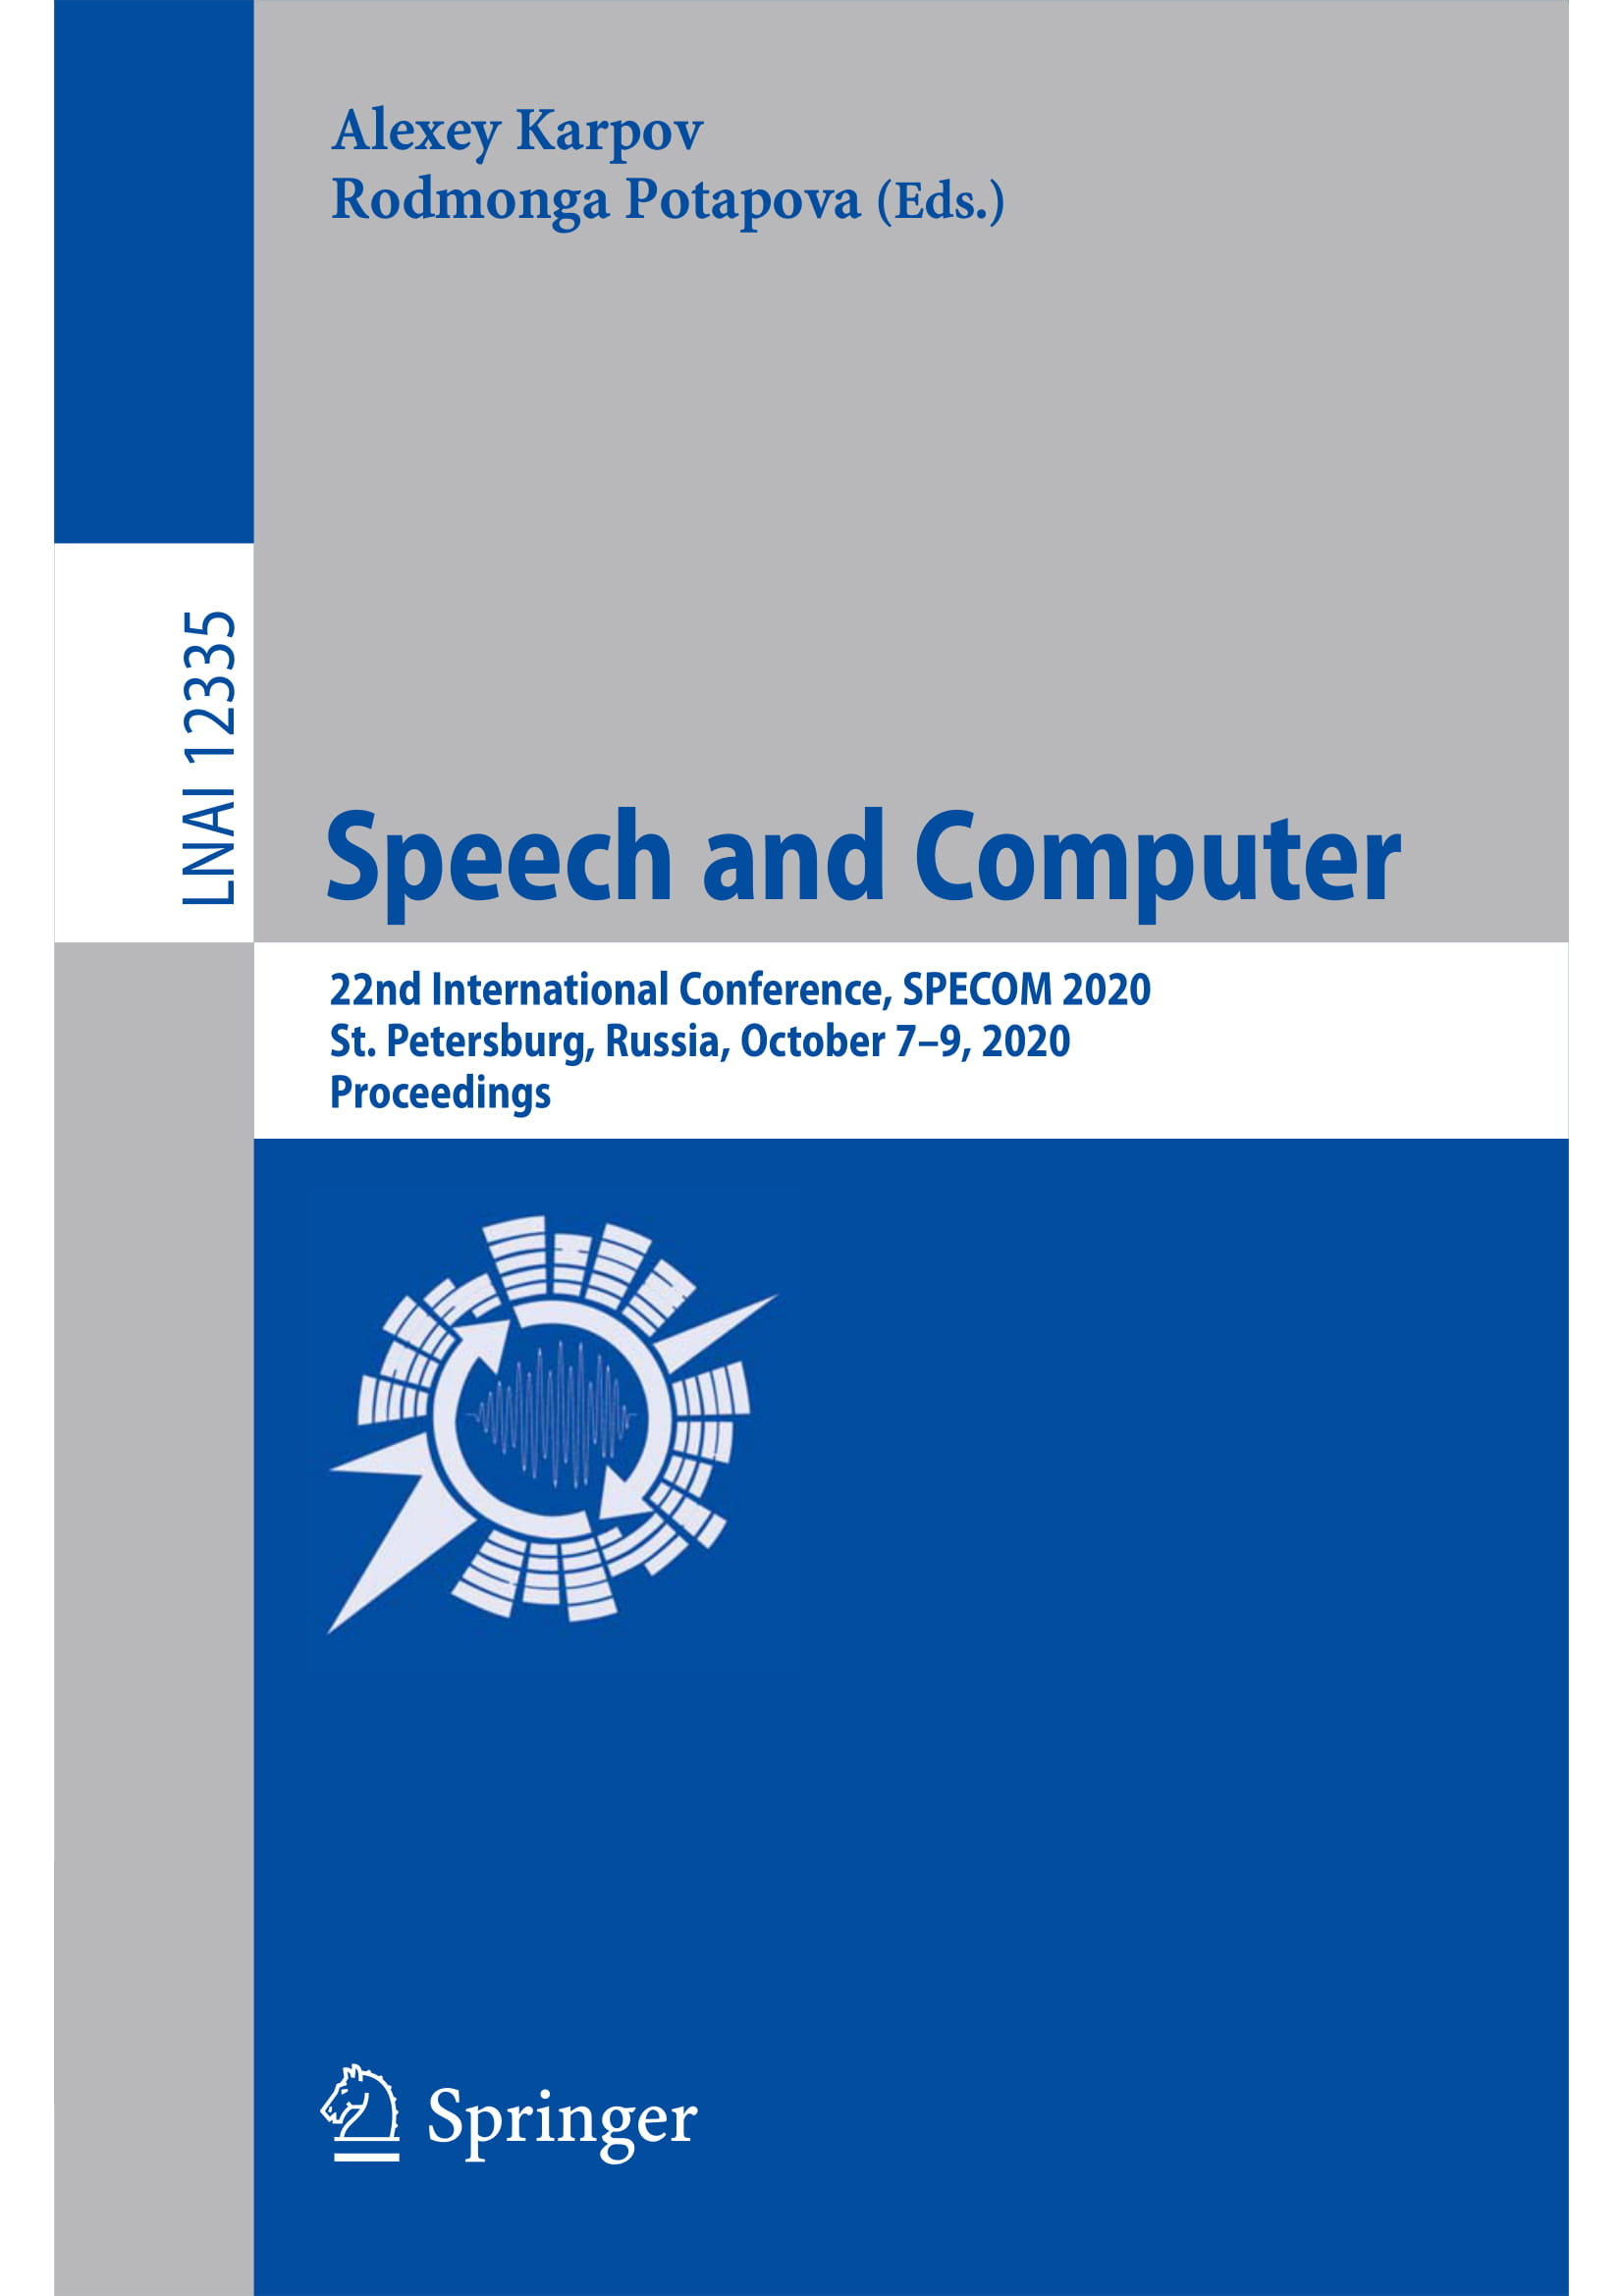 Alexey Karpov
Rodmonga Potapova (Eds.)
LNAI 12335
Speech and Computer
22nd International Conference, SPECOM 2020
St. Petersburg, Russia, October 7–9, 2020
Proceedings
Springer